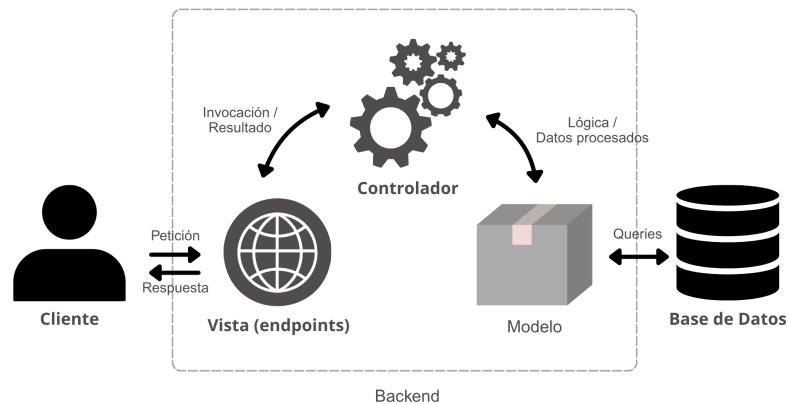 Invocación /
Resultado
Lógica /
Datos procesados
Controlador
Petición
Respuesta
Queries
Cliente
Vista (endpoints)
Modelo
Base de Datos
Backend